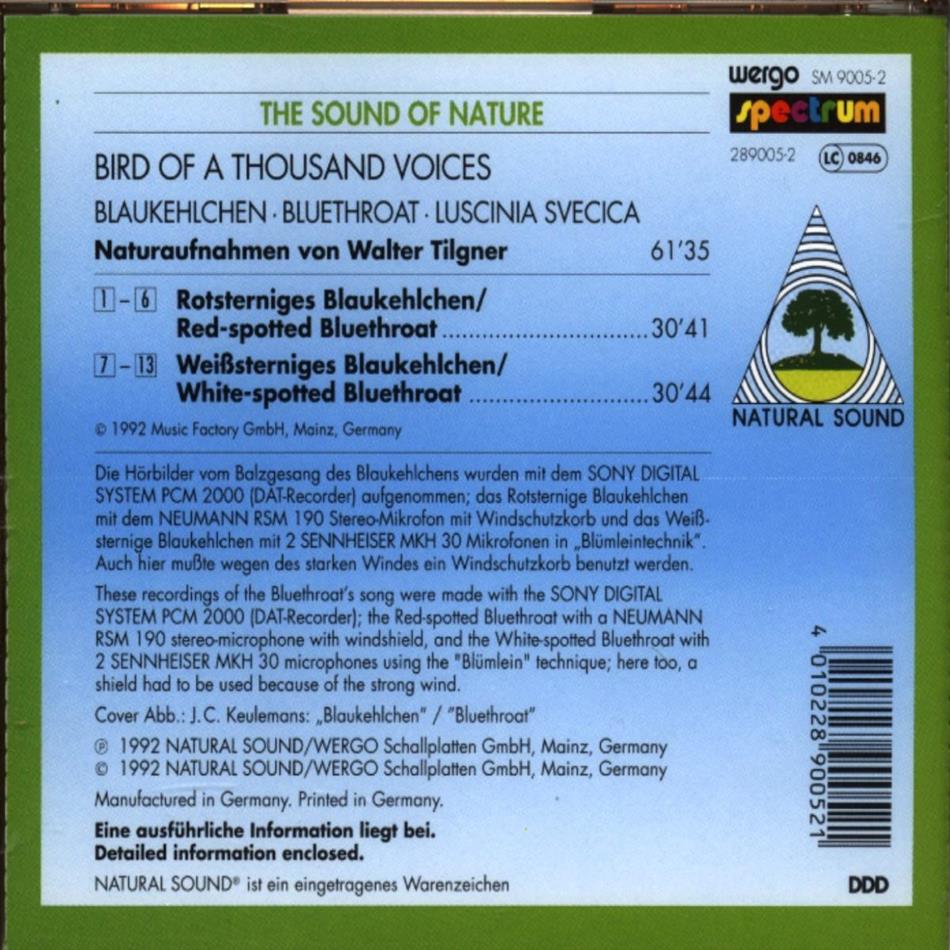 wergo SM 9005-2
spectrum
289005-2 LC 0846
THE SOUND OF NATURE
BIRD OF A THOUSAND VOICES
BLAUKEHLCHEN · BLUETHROAT · LUSCINIA SVECICA
Naturaufnahmen von Walter Tilgner 61'35
1 – 6 Rotsterniges Blaukehlchen/
Red-spotted Bluethroat ............................ 30'41
7 – 13 Weißsterniges Blaukehlchen/
White-spotted Bluethroat ........................ 30'44
© 1992 Music Factory GmbH, Mainz, Germany
NATURAL SOUND
Die Hörbilder vom Balzgesang des Blaukehlchens wurden mit dem SONY DIGITAL
SYSTEM PCM 2000 (DAT-Recorder) aufgenommen; das Rotsternige Blaukehlchen
mit dem NEUMANN RSM 190 Stereo-Mikrofon mit Windschutzkorb und das Weiß-
sternige Blaukehlchen mit 2 SENNHEISER MKH 30 Mikrofonen in „Blümleintechnik".
Auch hier mußte wegen des starken Windes ein Windschutzkorb benutzt werden.
These recordings of the Bluethroat's song were made with the SONY DIGITAL
SYSTEM PCM 2000 (DAT-Recorder); the Red-spotted Bluethroat with a NEUMANN
RSM 190 stereo-microphone with windshield, and the White-spotted Bluethroat with
2 SENNHEISER MKH 30 microphones using the "Blümlein" technique; here too, a
shield had to be used because of the strong wind.
Cover Abb.: J.C. Keulemans: „Blaukehlchen" / "Bluethroat"
℗ 1992 NATURAL SOUND/WERGO Schallplatten GmbH, Mainz, Germany
© 1992 NATURAL SOUND/WERGO Schallplatten GmbH, Mainz, Germany
Manufactured in Germany. Printed in Germany.
Eine ausführliche Information liegt bei.
Detailed information enclosed.
NATURAL SOUND® ist ein eingetragenes Warenzeichen
4 010228 900521
DDD